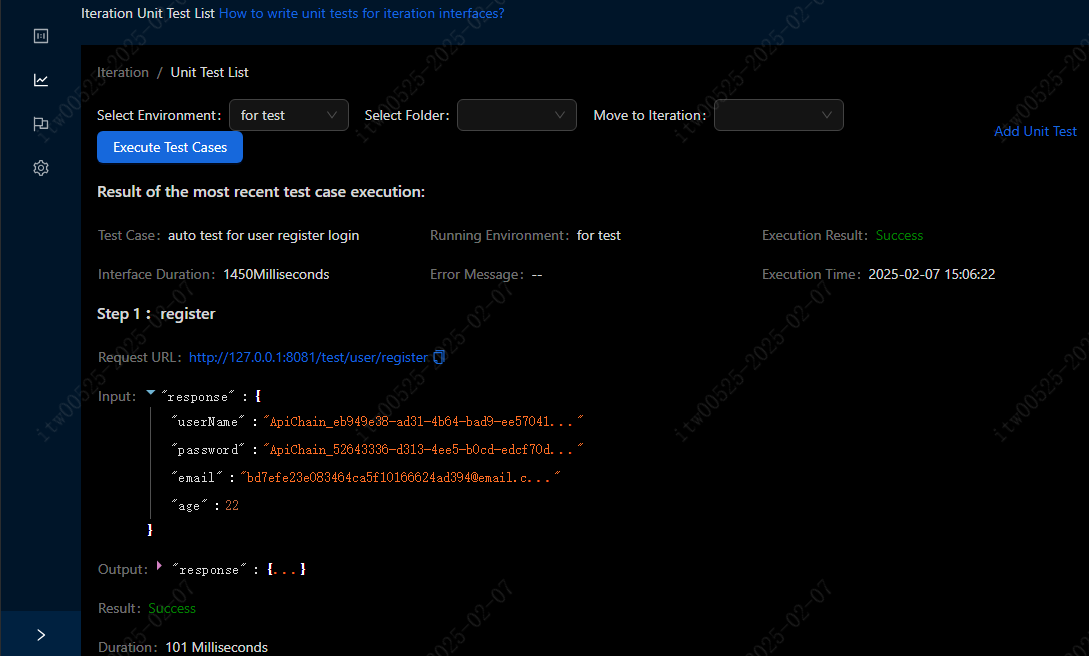 Iteration Unit Test List How to write unit tests for iteration interfaces?
Iteration / Unit Test List
Select Environment: for test Select Folder: Move to Iteration:
Add Unit Test
Execute Test Cases
Result of the most recent test case execution:
Test Case: auto test for user register login Running Environment: for test Execution Result: Success
Interface Duration: 1450Milliseconds Error Message: -- Execution Time: 2025-02-07 15:06:22
Step 1： register
Request URL: http://127.0.0.1:8081/test/user/register
Input: "response" : {
"userName" : "ApiChain_eb949e38-ad31-4b64-bad9-ee57041..."
"password" : "ApiChain_52643336-d313-4ee5-b0cd-edcf70d..."
"email" : "bd7efe23e083464ca5f10166624ad394@email.c..."
"age" : 22
}
Output: "response" : {...}
Result: Success
Duration: 101 Milliseconds
itw00525-2025-02-07